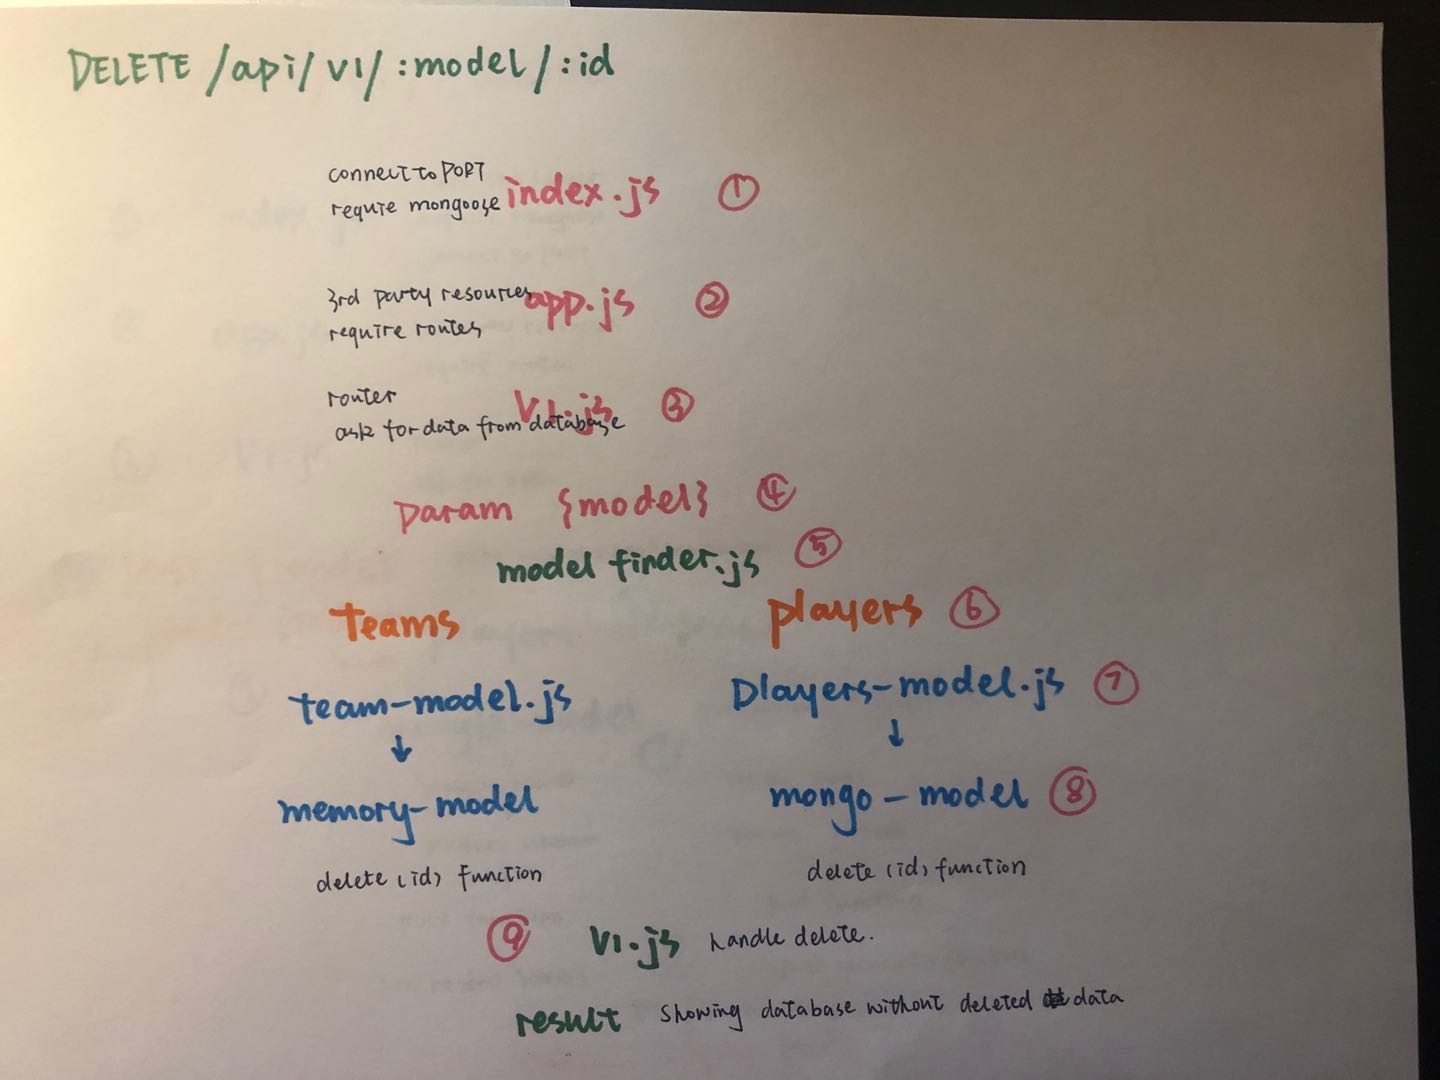 DELETE /api/v1/:model/:id
connect to PORT
requie mongoose index.js ①
3rd party resources app.js ②
require routes
router v1.js ③
ask for data from database
param {model} ④
model finder.js ⑤
teams players ⑥
team-model.js players-model.js ⑦
↓ ↓
memory-model mongo-model ⑧
delete (id) function delete (id) function
⑨ v1.js handle delete.
result showing database without deleted data